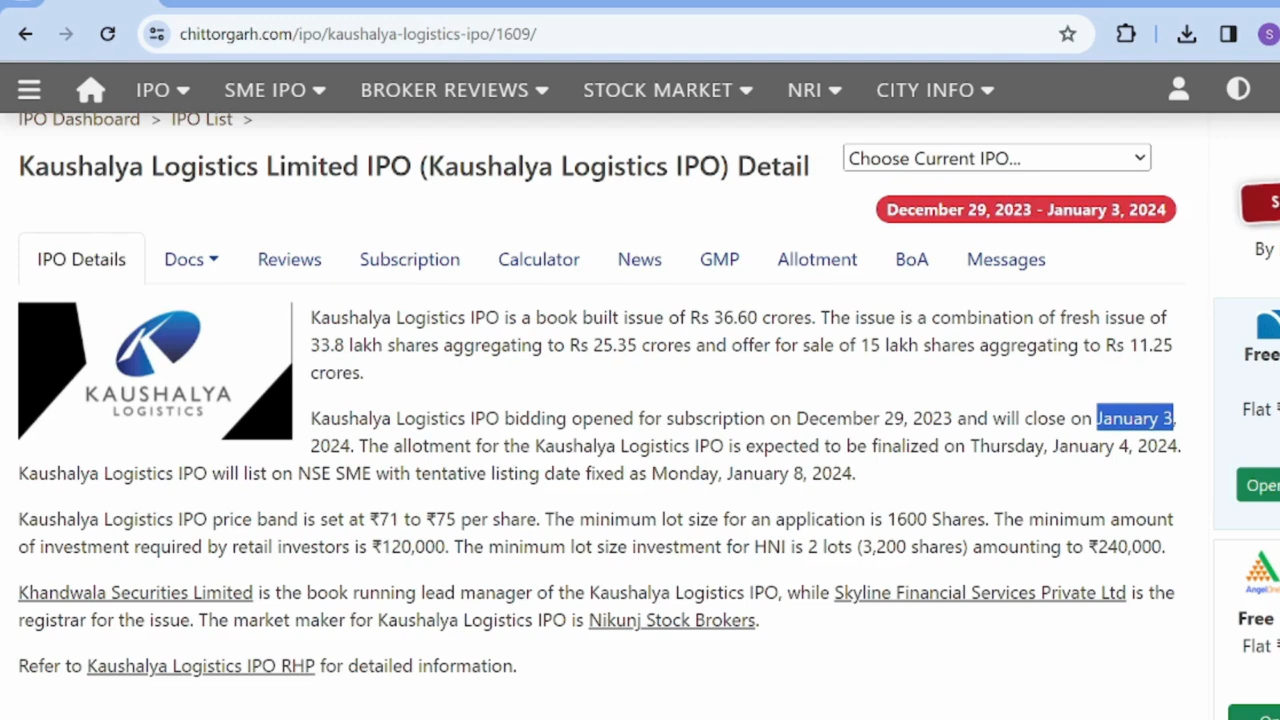 chittorgarh.com/ipo/kaushalya-logistics-ipo/1609/
S
IPO SME IPO BROKER REVIEWS STOCK MARKET NRI CITY INFO
IPO Dashboard > IPO List >
Kaushalya Logistics Limited IPO (Kaushalya Logistics IPO) Detail
Choose Current IPO...
December 29, 2023 - January 3, 2024
IPO Details Docs Reviews Subscription Calculator News GMP Allotment BoA Messages
By
KAUSHALYA
LOGISTICS
Kaushalya Logistics IPO is a book built issue of Rs 36.60 crores. The issue is a combination of fresh issue of
33.8 lakh shares aggregating to Rs 25.35 crores and offer for sale of 15 lakh shares aggregating to Rs 11.25
crores.
Kaushalya Logistics IPO bidding opened for subscription on December 29, 2023 and will close on January 3,
2024. The allotment for the Kaushalya Logistics IPO is expected to be finalized on Thursday, January 4, 2024.
Kaushalya Logistics IPO will list on NSE SME with tentative listing date fixed as Monday, January 8, 2024.
Kaushalya Logistics IPO price band is set at ₹71 to ₹75 per share. The minimum lot size for an application is 1600 Shares. The minimum amount
of investment required by retail investors is ₹120,000. The minimum lot size investment for HNI is 2 lots (3,200 shares) amounting to ₹240,000.
Khandwala Securities Limited is the book running lead manager of the Kaushalya Logistics IPO, while Skyline Financial Services Private Ltd is the
registrar for the issue. The market maker for Kaushalya Logistics IPO is Nikunj Stock Brokers.
Refer to Kaushalya Logistics IPO RHP for detailed information.
Free
Flat ₹
Open
AngelOne
Free
Flat ₹